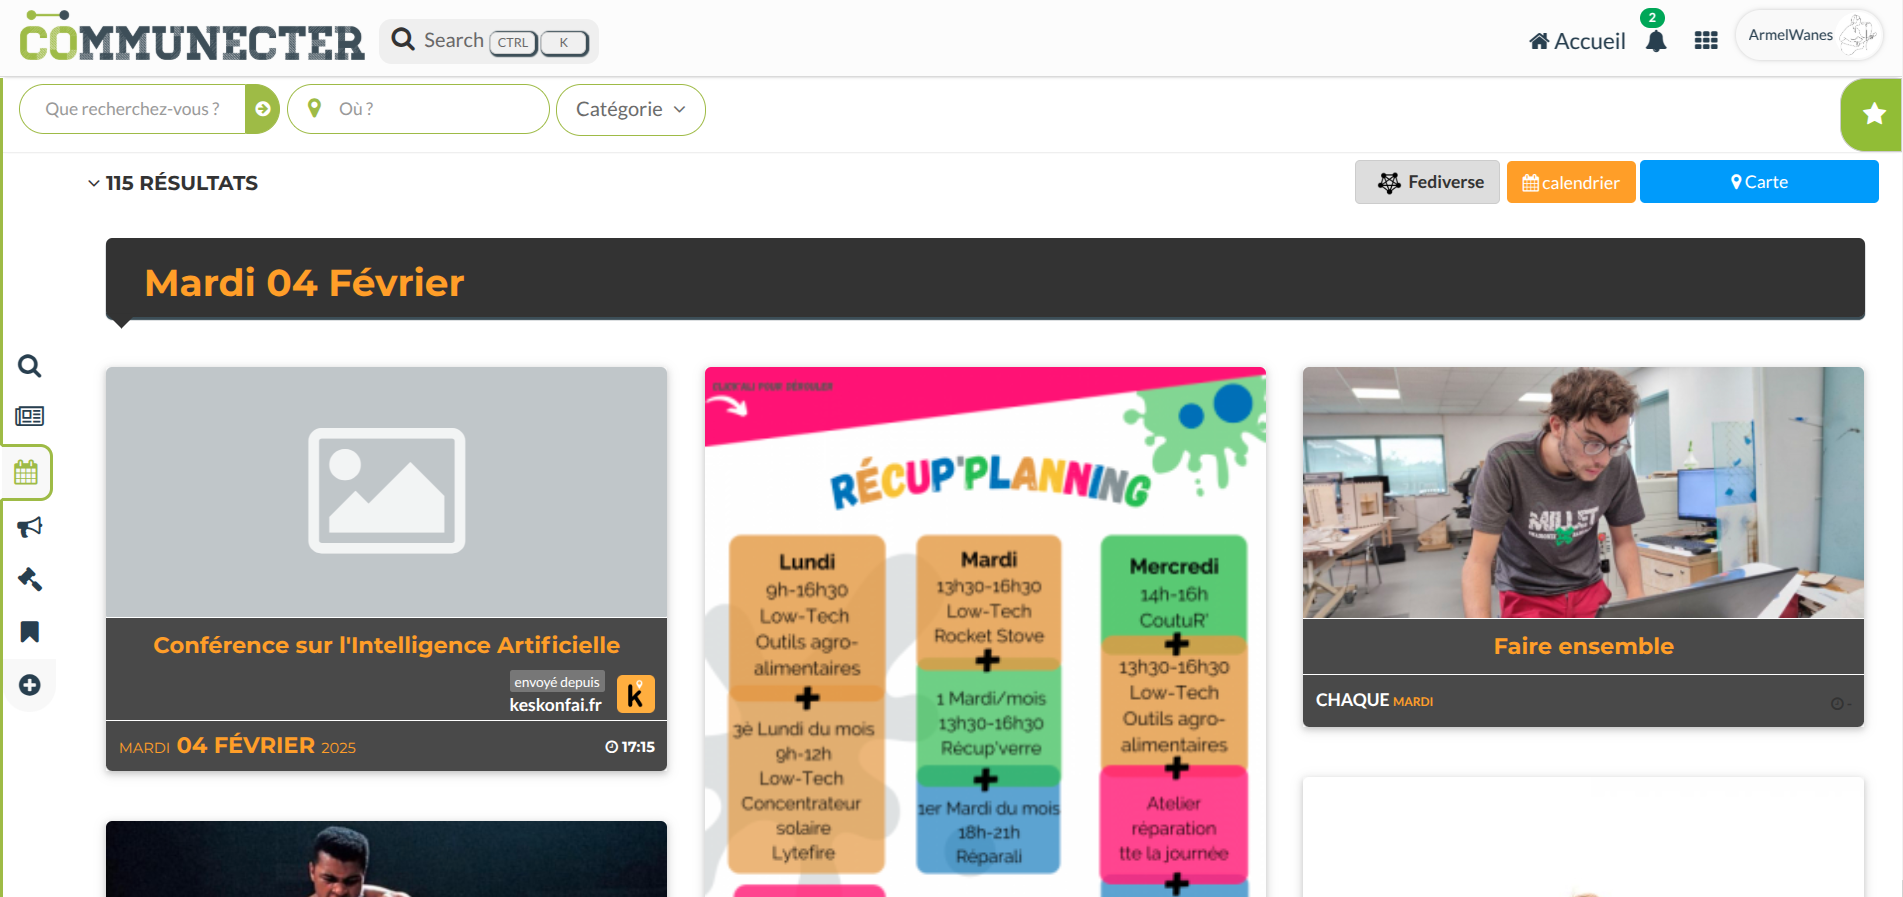 COMMUNECTER
Search CTRL K
Accueil
2
ArmelWanes
Que recherchez-vous ?
Où ?
Catégorie
115 RÉSULTATS
Fediverse
calendrier
Carte
Mardi 04 Février
Conférence sur l'Intelligence Artificielle
envoyé depuis
keskonfai.fr
k
MARDI 04 FÉVRIER 2025
17:15
POUR DÉROULER
RÉCUP'PLANNING
Lundi
9h-16h30
Low-Tech
Outils agro-
alimentaires
+
3è Lundi du mois
9h-12h
Low-Tech
Concentrateur
solaire
Lytefire
Mardi
13h30-16h30
Low-Tech
Rocket Stove
+
1 Mardi/mois
13h30-16h30
Récup'verre
+
1er Mardi du mois
18h-21h
Réparali
Mercredi
14h-16h
CoutuR'
+
13h30-16h30
Low-Tech
Outils agro-
alimentaires
+
Atelier
réparation
tte la journée
+
MILLET
Faire ensemble
CHAQUE MARDI
-